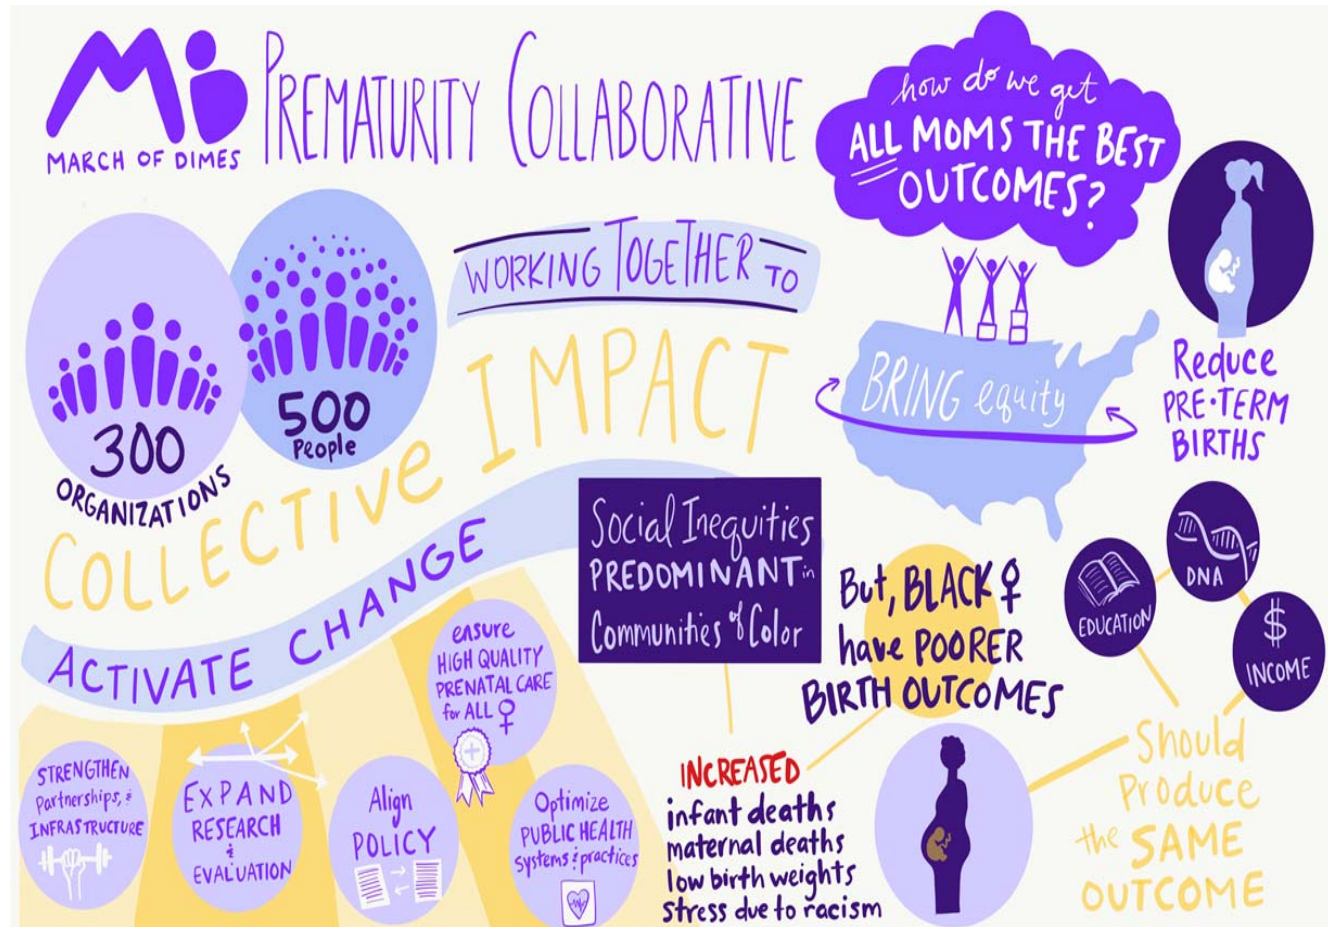 MARCH OF DIMES
PREMATURITY COLLABORATIVE
how do we get
ALL MOMS THE BEST
OUTCOMES?
300
ORGANIZATIONS
500
People
WORKING TOGETHER TO
COLLECTIVE IMPACT
BRING equity
Reduce
PRE·TERM
BIRTHS
ACTIVATE CHANGE
STRENGTHEN
Partnerships, &
INFRASTRUCTURE
EXPAND
RESEARCH
&
EVALUATION
Align
POLICY
ensure
HIGH QUALITY
PRENATAL CARE
for ALL ♀
Optimize
PUBLIC HEALTH
systems & practices
Social Inequities
PREDOMINANT in
Communities of Color
But, BLACK ♀
have POORER
BIRTH OUTCOMES
INCREASED
infant deaths
maternal deaths
low birth weights
stress due to racism
EDUCATION
DNA
$
INCOME
Should
Produce
the SAME
OUTCOME